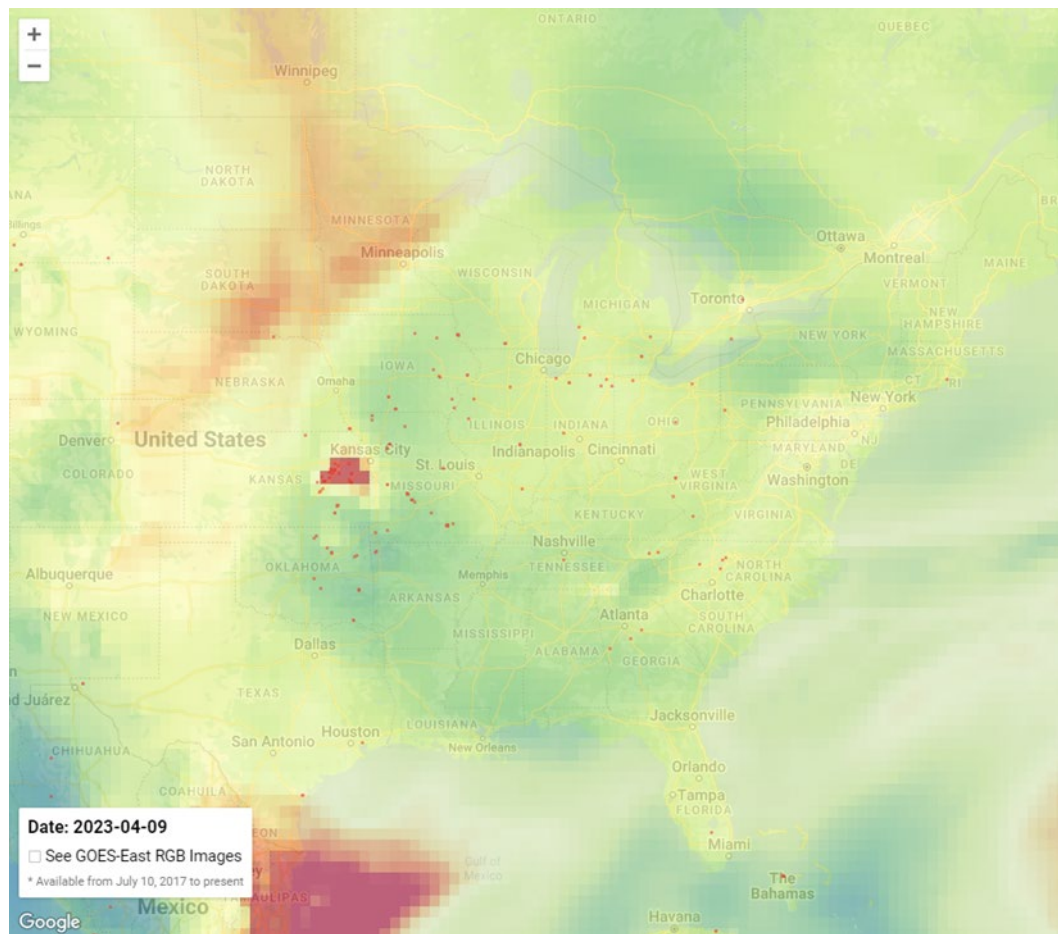 ONTARIO
QUEBEC
+
−
Winnipeg
NORTH
DAKOTA
MINNESOTA
Minneapolis
Ottawa
Montreal
MAINE
SOUTH
DAKOTA
WISCONSIN
VERMONT
MICHIGAN
Toronto
WYOMING
NEW
HAMPSHIRE
NEW YORK
MASSACHUSETTS
Chicago
IOWA
CT
RI
NEBRASKA
Omaha
PENNSYLVANIA
New York
ILLINOIS
INDIANA
OHIO
Philadelphia
Denver
United States
Kansas City
Indianapolis
Cincinnati
MARYLAND
NJ
COLORADO
KANSAS
St. Louis
MISSOURI
WEST
VIRGINIA
DE
Washington
KENTUCKY
VIRGINIA
Nashville
Albuquerque
OKLAHOMA
Memphis
TENNESSEE
NORTH
CAROLINA
Charlotte
NEW MEXICO
ARKANSAS
Atlanta
SOUTH
CAROLINA
Dallas
MISSISSIPPI
ALABAMA
GEORGIA
TEXAS
Juárez
LOUISIANA
Jacksonville
CHIHUAHUA
San Antonio
Houston
New Orleans
Orlando
COAHUILA
Tampa
FLORIDA
Date: 2023-04-09
See GOES-East RGB Images
* Available from July 10, 2017 to present
Miami
Gulf of
Mexico
The
Bahamas
TAMAULIPAS
Mexico
Havana
Google